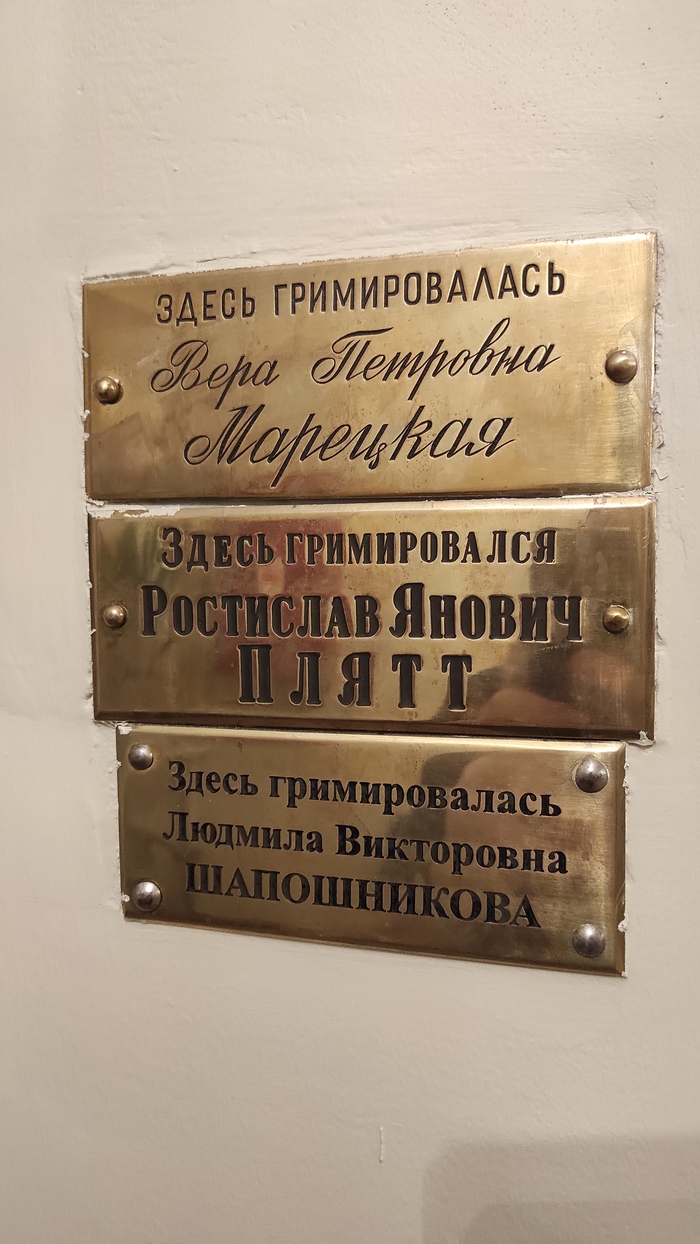 ЗДЕСЬ ГРИМИРОВАЛАСЬ
Вера Петровна
Марецкая
ЗДЕСЬ ГРИМИРОВАЛСЯ
РОСТИСЛАВ ЯНОВИЧ
ПЛЯТТ
Здесь гримировалась
Людмила Викторовна
ШАПОШНИКОВА